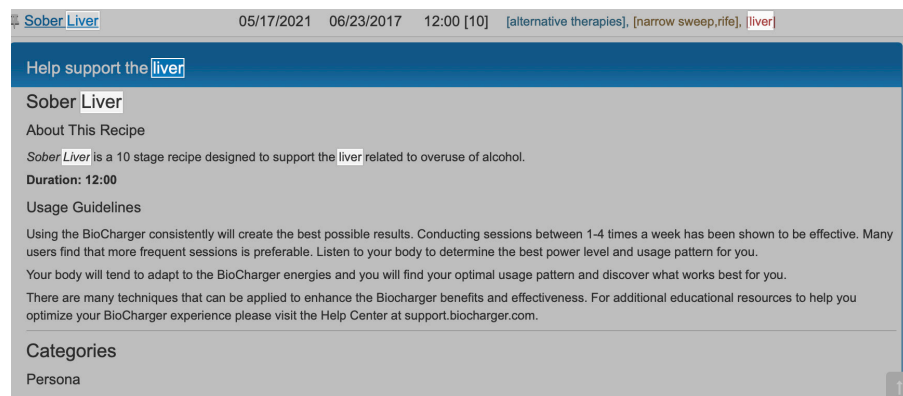 Sober Liver 05/17/2021 06/23/2017 12:00 [10] [alternative therapies], [narrow sweep,rife], [liver]
Help support the liver
Sober Liver
About This Recipe
Sober Liver is a 10 stage recipe designed to support the liver related to overuse of alcohol.
Duration: 12:00
Usage Guidelines
Using the BioCharger consistently will create the best possible results. Conducting sessions between 1-4 times a week has been shown to be effective. Many
users find that more frequent sessions is preferable. Listen to your body to determine the best power level and usage pattern for you.
Your body will tend to adapt to the BioCharger energies and you will find your optimal usage pattern and discover what works best for you.
There are many techniques that can be applied to enhance the Biocharger benefits and effectiveness. For additional educational resources to help you
optimize your BioCharger experience please visit the Help Center at support.biocharger.com.
Categories
Persona